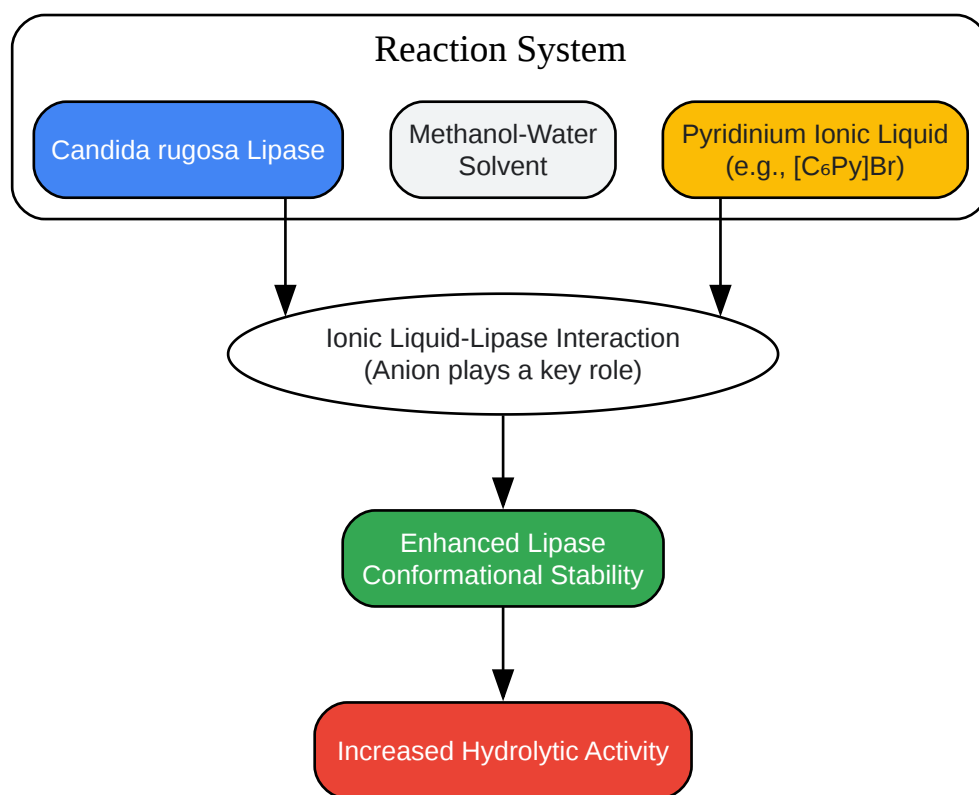 Reaction System
Candida rugosa Lipase
Methanol-Water
Solvent
Pyridinium Ionic Liquid
(e.g., [C₆Py]Br)
Ionic Liquid-Lipase Interaction
(Anion plays a key role)
Enhanced Lipase
Conformational Stability
Increased Hydrolytic Activity